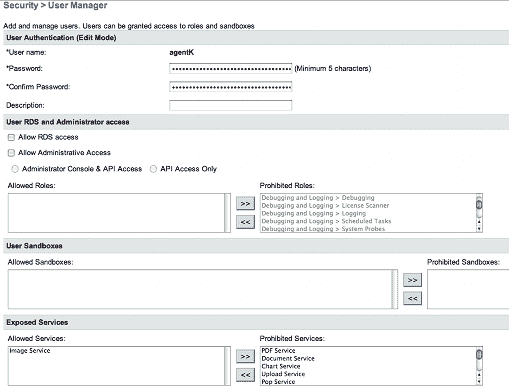 Security > User Manager
Add and manage users. Users can be granted access to roles and sandboxes
User Authentication (Edit Mode)
*User name: agentK
*Password: •••••••••••••••••••••••••••••••••• (Minimum 5 characters)
*Confirm Password: ••••••••••••••••••••••••••••••••••
Description:
User RDS and Administrator access
Allow RDS access
Allow Administrative Access
Administrator Console & API Access API Access Only
Allowed Roles: Prohibited Roles:
Debugging and Logging > Debugging
>> Debugging and Logging > License Scanner
Debugging and Logging > Logging
<< Debugging and Logging > Scheduled Tasks
Debugging and Logging > System Probes
User Sandboxes
Allowed Sandboxes: Prohibited Sandboxes:
>>
<<
Exposed Services
Allowed Services: Prohibited Services:
Image Service PDF Service
>> Document Service
Chart Service
<< Upload Service
Pop Service